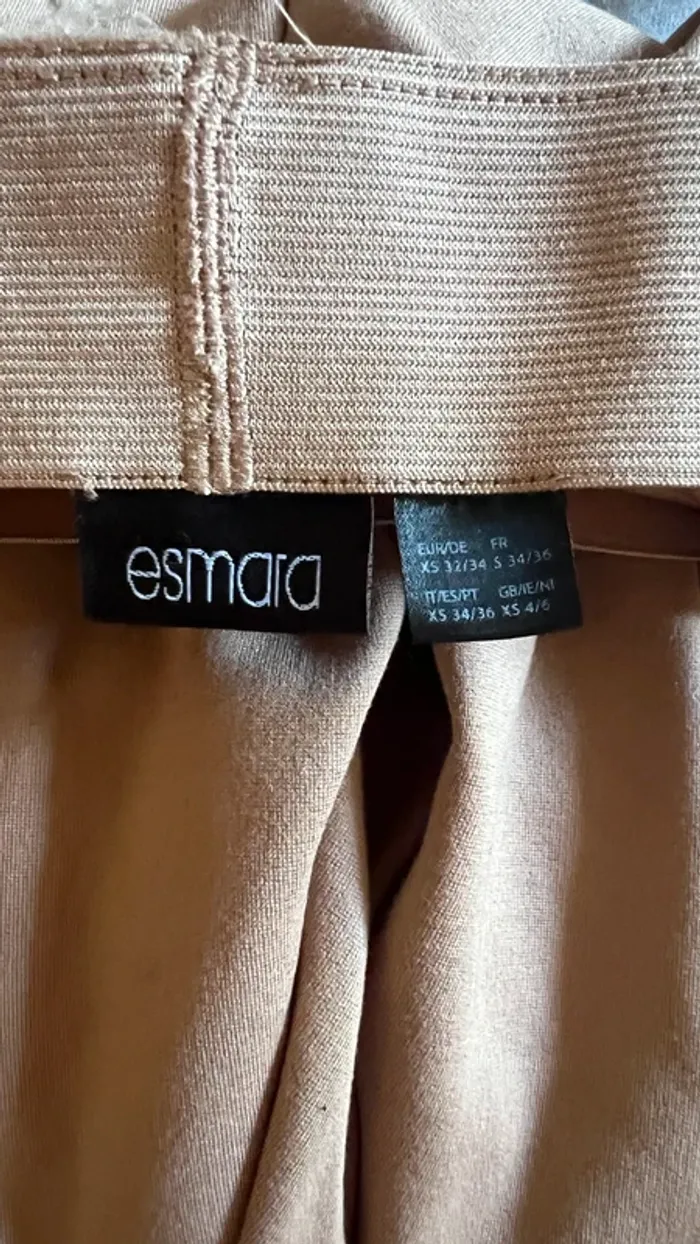 esmara
EUR/DE FR
XS 32/34 S 34/36
IT/ES/PT GB/IE/NI
XS 34/36 XS 4/6